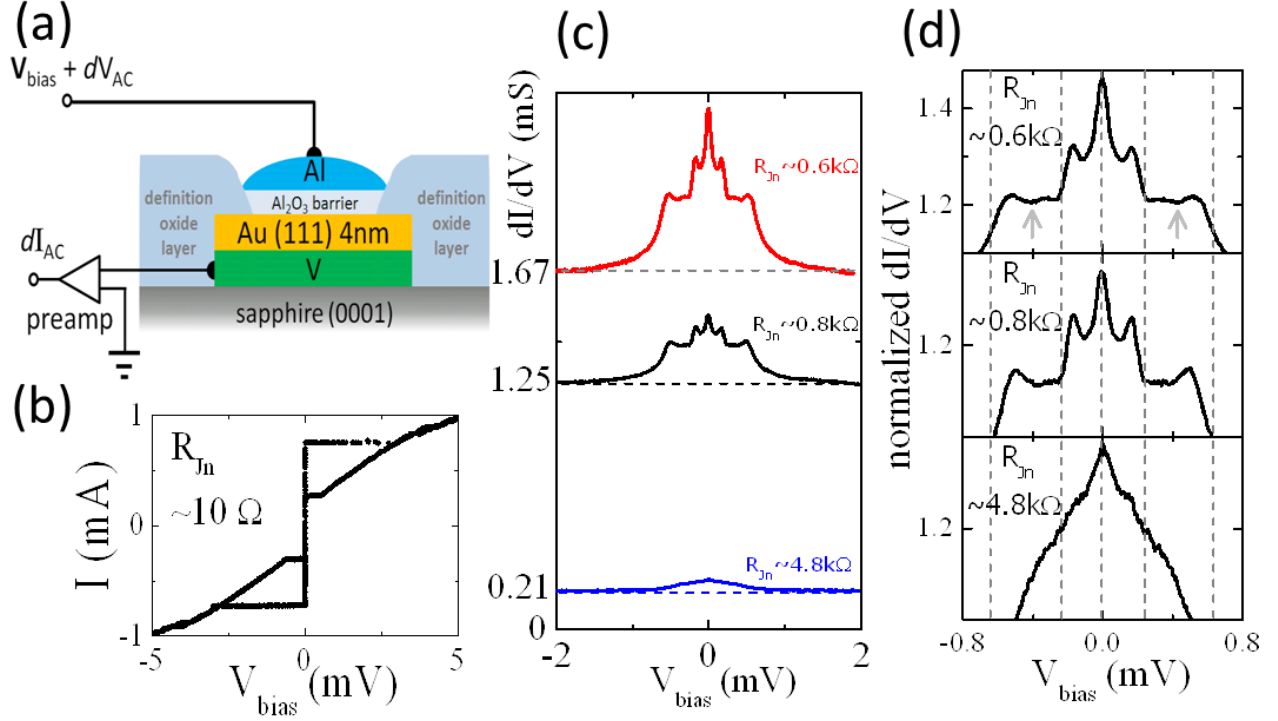 (a)
V_bias + dV_AC
Al
Al₂O₃ barrier
Au (111) 4nm
V
sapphire (0001)
definition
oxide
layer
definition
oxide
layer
dI_AC
preamp
(b)
I (mA)
1
0
-1
R_Jn
~10 Ω
-5
0
5
V_bias (mV)
(c)
dI/dV (mS)
R_Jn~0.6kΩ
1.67
R_Jn~0.8kΩ
1.25
R_Jn~4.8kΩ
0.21
0
-2
0
2
V_bias (mV)
(d)
normalized dI/dV
1.4
1.2
R_Jn
~0.6kΩ
1.2
R_Jn
~0.8kΩ
1.2
R_Jn
~4.8kΩ
-0.8
0.0
0.8
V_bias (mV)